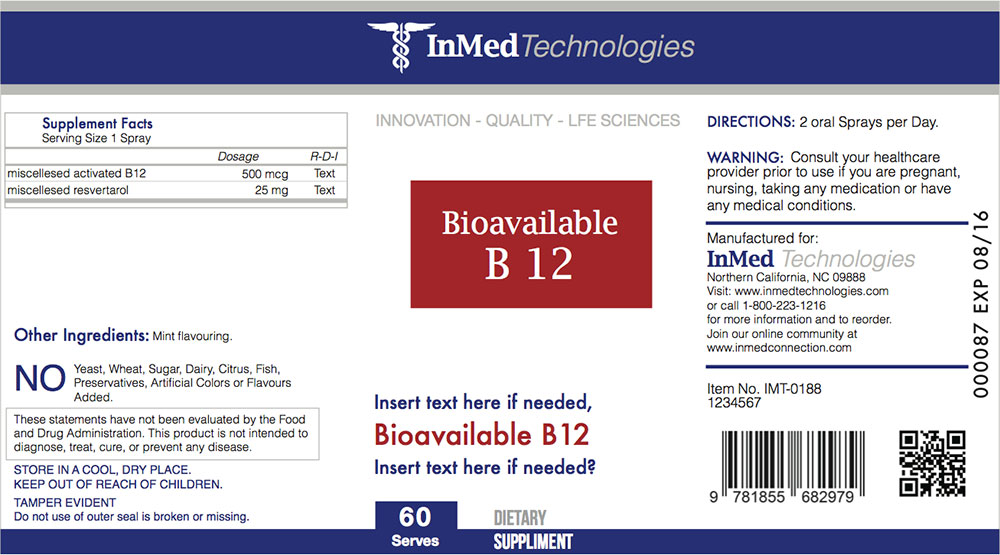 InMedTechnologies
Supplement Facts
Serving Size 1 Spray
Dosage R-D-I
miscellesed activated B12 500 mcg Text
miscellesed resvertarol 25 mg Text
Other Ingredients: Mint flavouring.
NO
Yeast, Wheat, Sugar, Dairy, Citrus, Fish,
Preservatives, Artificial Colors or Flavours
Added.
These statements have not been evaluated by the Food
and Drug Administration. This product is not intended to
diagnose, treat, cure, or prevent any disease.
STORE IN A COOL, DRY PLACE.
KEEP OUT OF REACH OF CHILDREN.
TAMPER EVIDENT
Do not use of outer seal is broken or missing.
INNOVATION - QUALITY - LFE SCIENCES
Bioavailable
B 12
Insert text here if needed,
Bioavailable B12
Insert text here if needed?
60
Serves
DIETARY
SUPPLIMENT
DIRECTIONS: 2 oral Sprays per Day.
WARNING: Consult your healthcare
provider prior to use if you are pregnant,
nursing, taking any medication or have
any medical conditions.
Manufactured for:
InMed Technologies
Northern California, NC 09888
Visit: www.inmedtechnologies.com
or call 1-800-223-1216
for more information and to reorder.
Join our online community at
www.inmedconnection.com
Item No. IMT-0188
1234567
9 781855 682979
000087 EXP 08/16